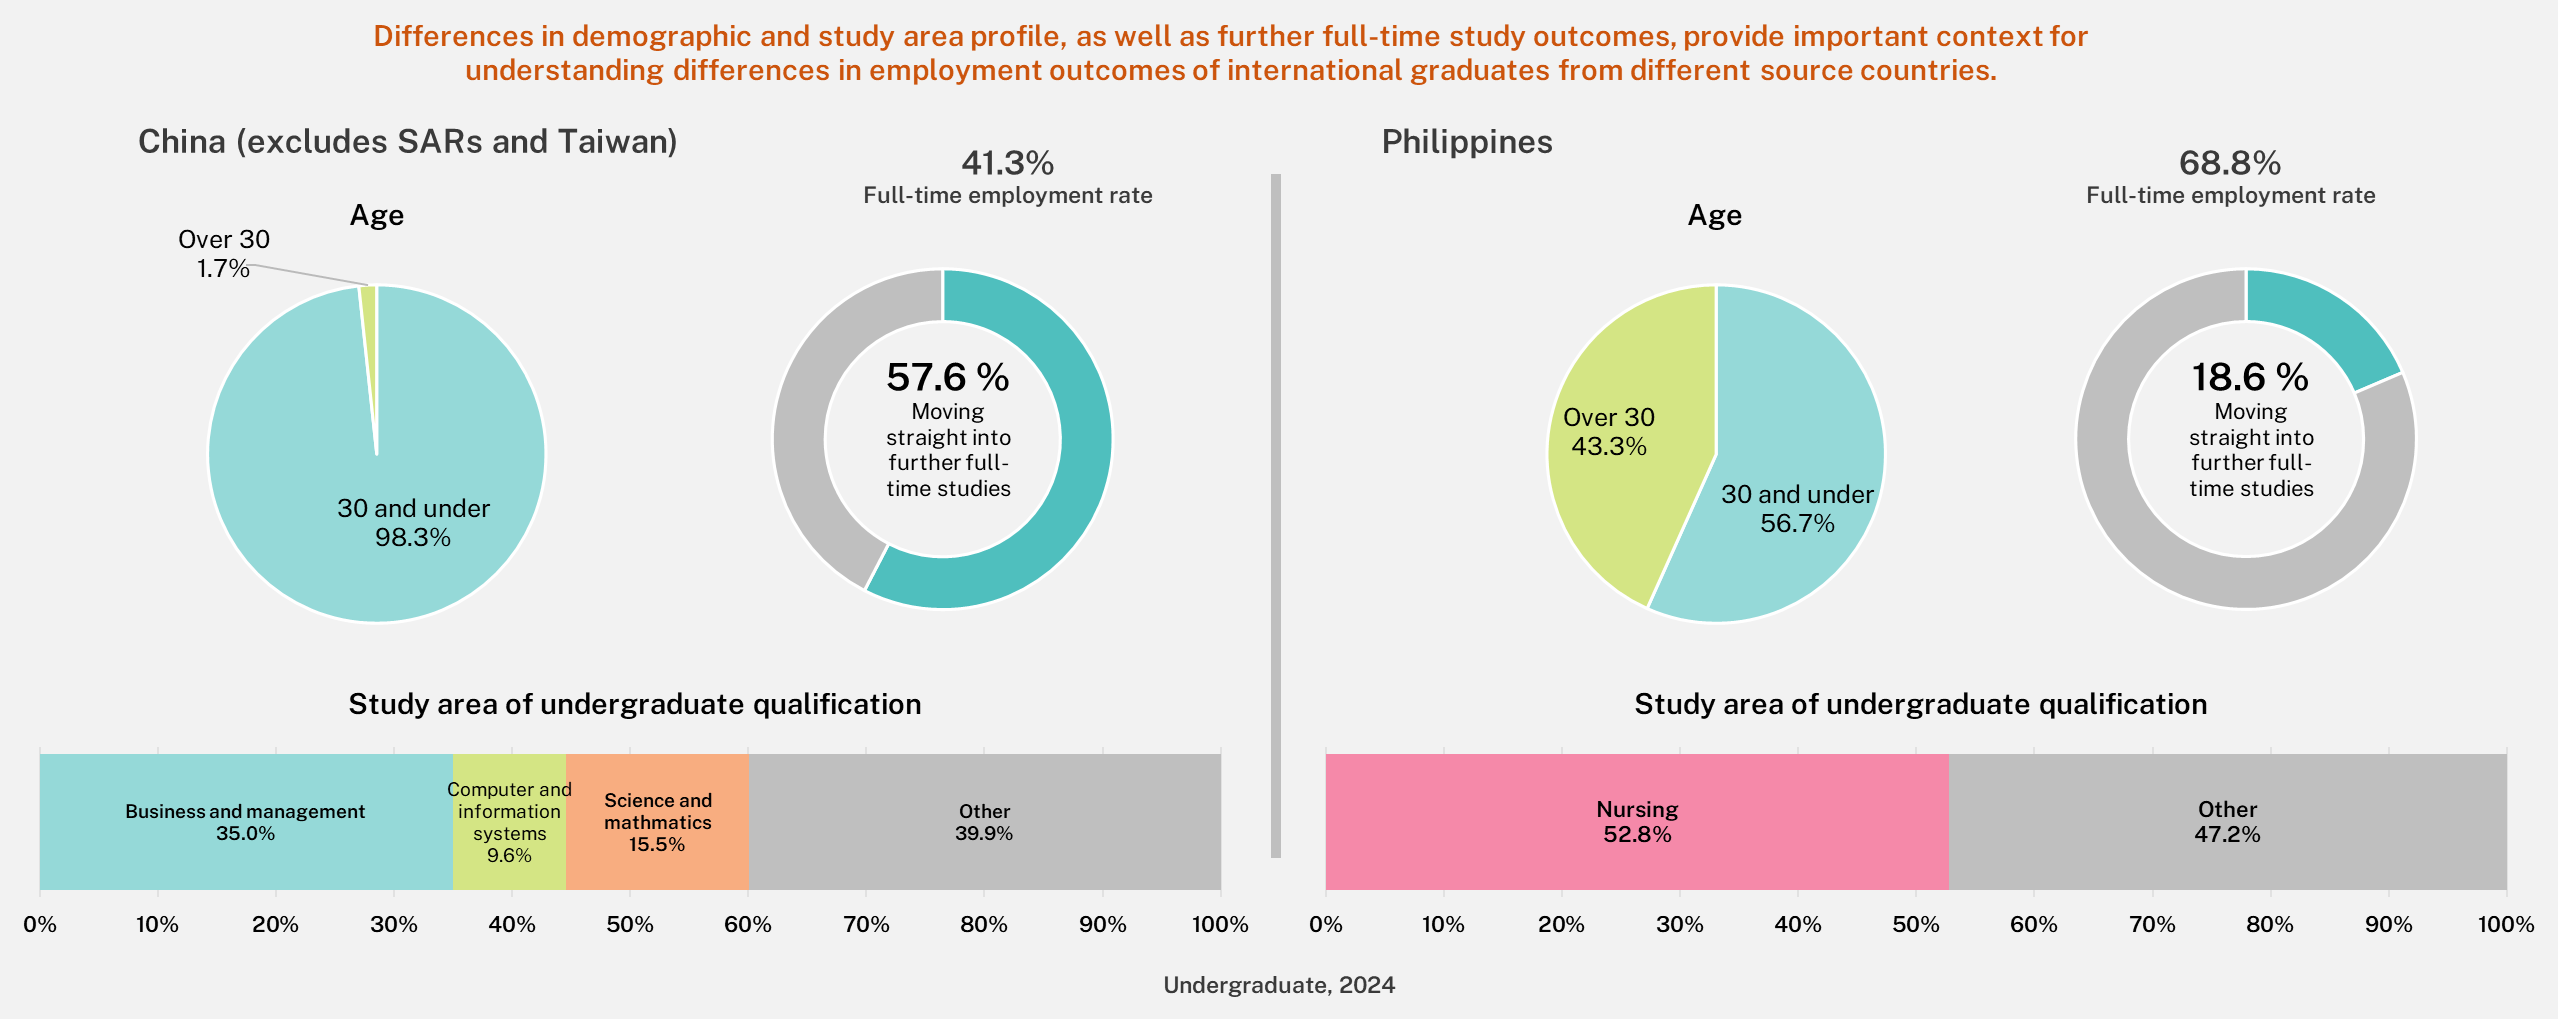 Differences in demographic and study area profile, as well as further full-time study outcomes, provide important context for
understanding differences in employment outcomes of international graduates from different source countries.
China (excludes SARs and Taiwan)
41.3%
Full-time employment rate
Age
Over 30
1.7%
30 and under
98.3%
57.6 %
Moving
straight into
further full-
time studies
Study area of undergraduate qualification
Business and management
35.0%
Computer and
information
systems
9.6%
Science and
mathmatics
15.5%
Other
39.9%
0% 10% 20% 30% 40% 50% 60% 70% 80% 90% 100%
Philippines
68.8%
Full-time employment rate
Age
Over 30
43.3%
30 and under
56.7%
18.6 %
Moving
straight into
further full-
time studies
Study area of undergraduate qualification
Nursing
52.8%
Other
47.2%
0% 10% 20% 30% 40% 50% 60% 70% 80% 90% 100%
Undergraduate, 2024